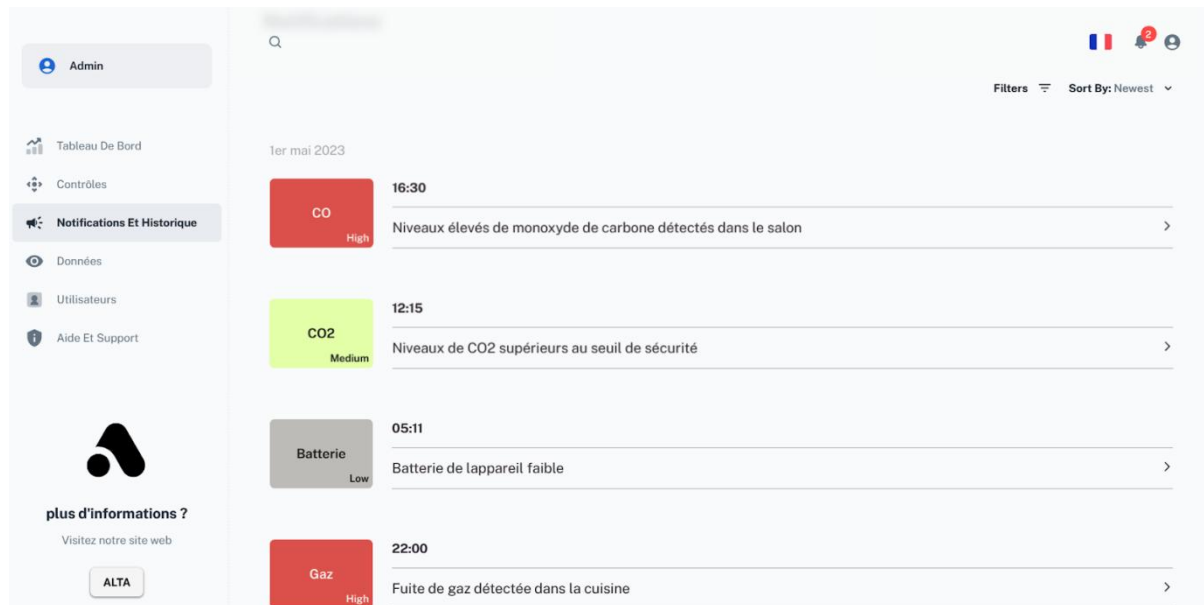 2
Admin
Filters Sort By: Newest
Tableau De Bord
Contrôles
Notifications Et Historique
Données
Utilisateurs
Aide Et Support
plus d'informations ?
Visitez notre site web
ALTA
1er mai 2023
CO
High
16:30
Niveaux élevés de monoxyde de carbone détectés dans le salon
CO2
Medium
12:15
Niveaux de CO2 supérieurs au seuil de sécurité
Batterie
Low
05:11
Batterie de lappareil faible
Gaz
High
22:00
Fuite de gaz détectée dans la cuisine